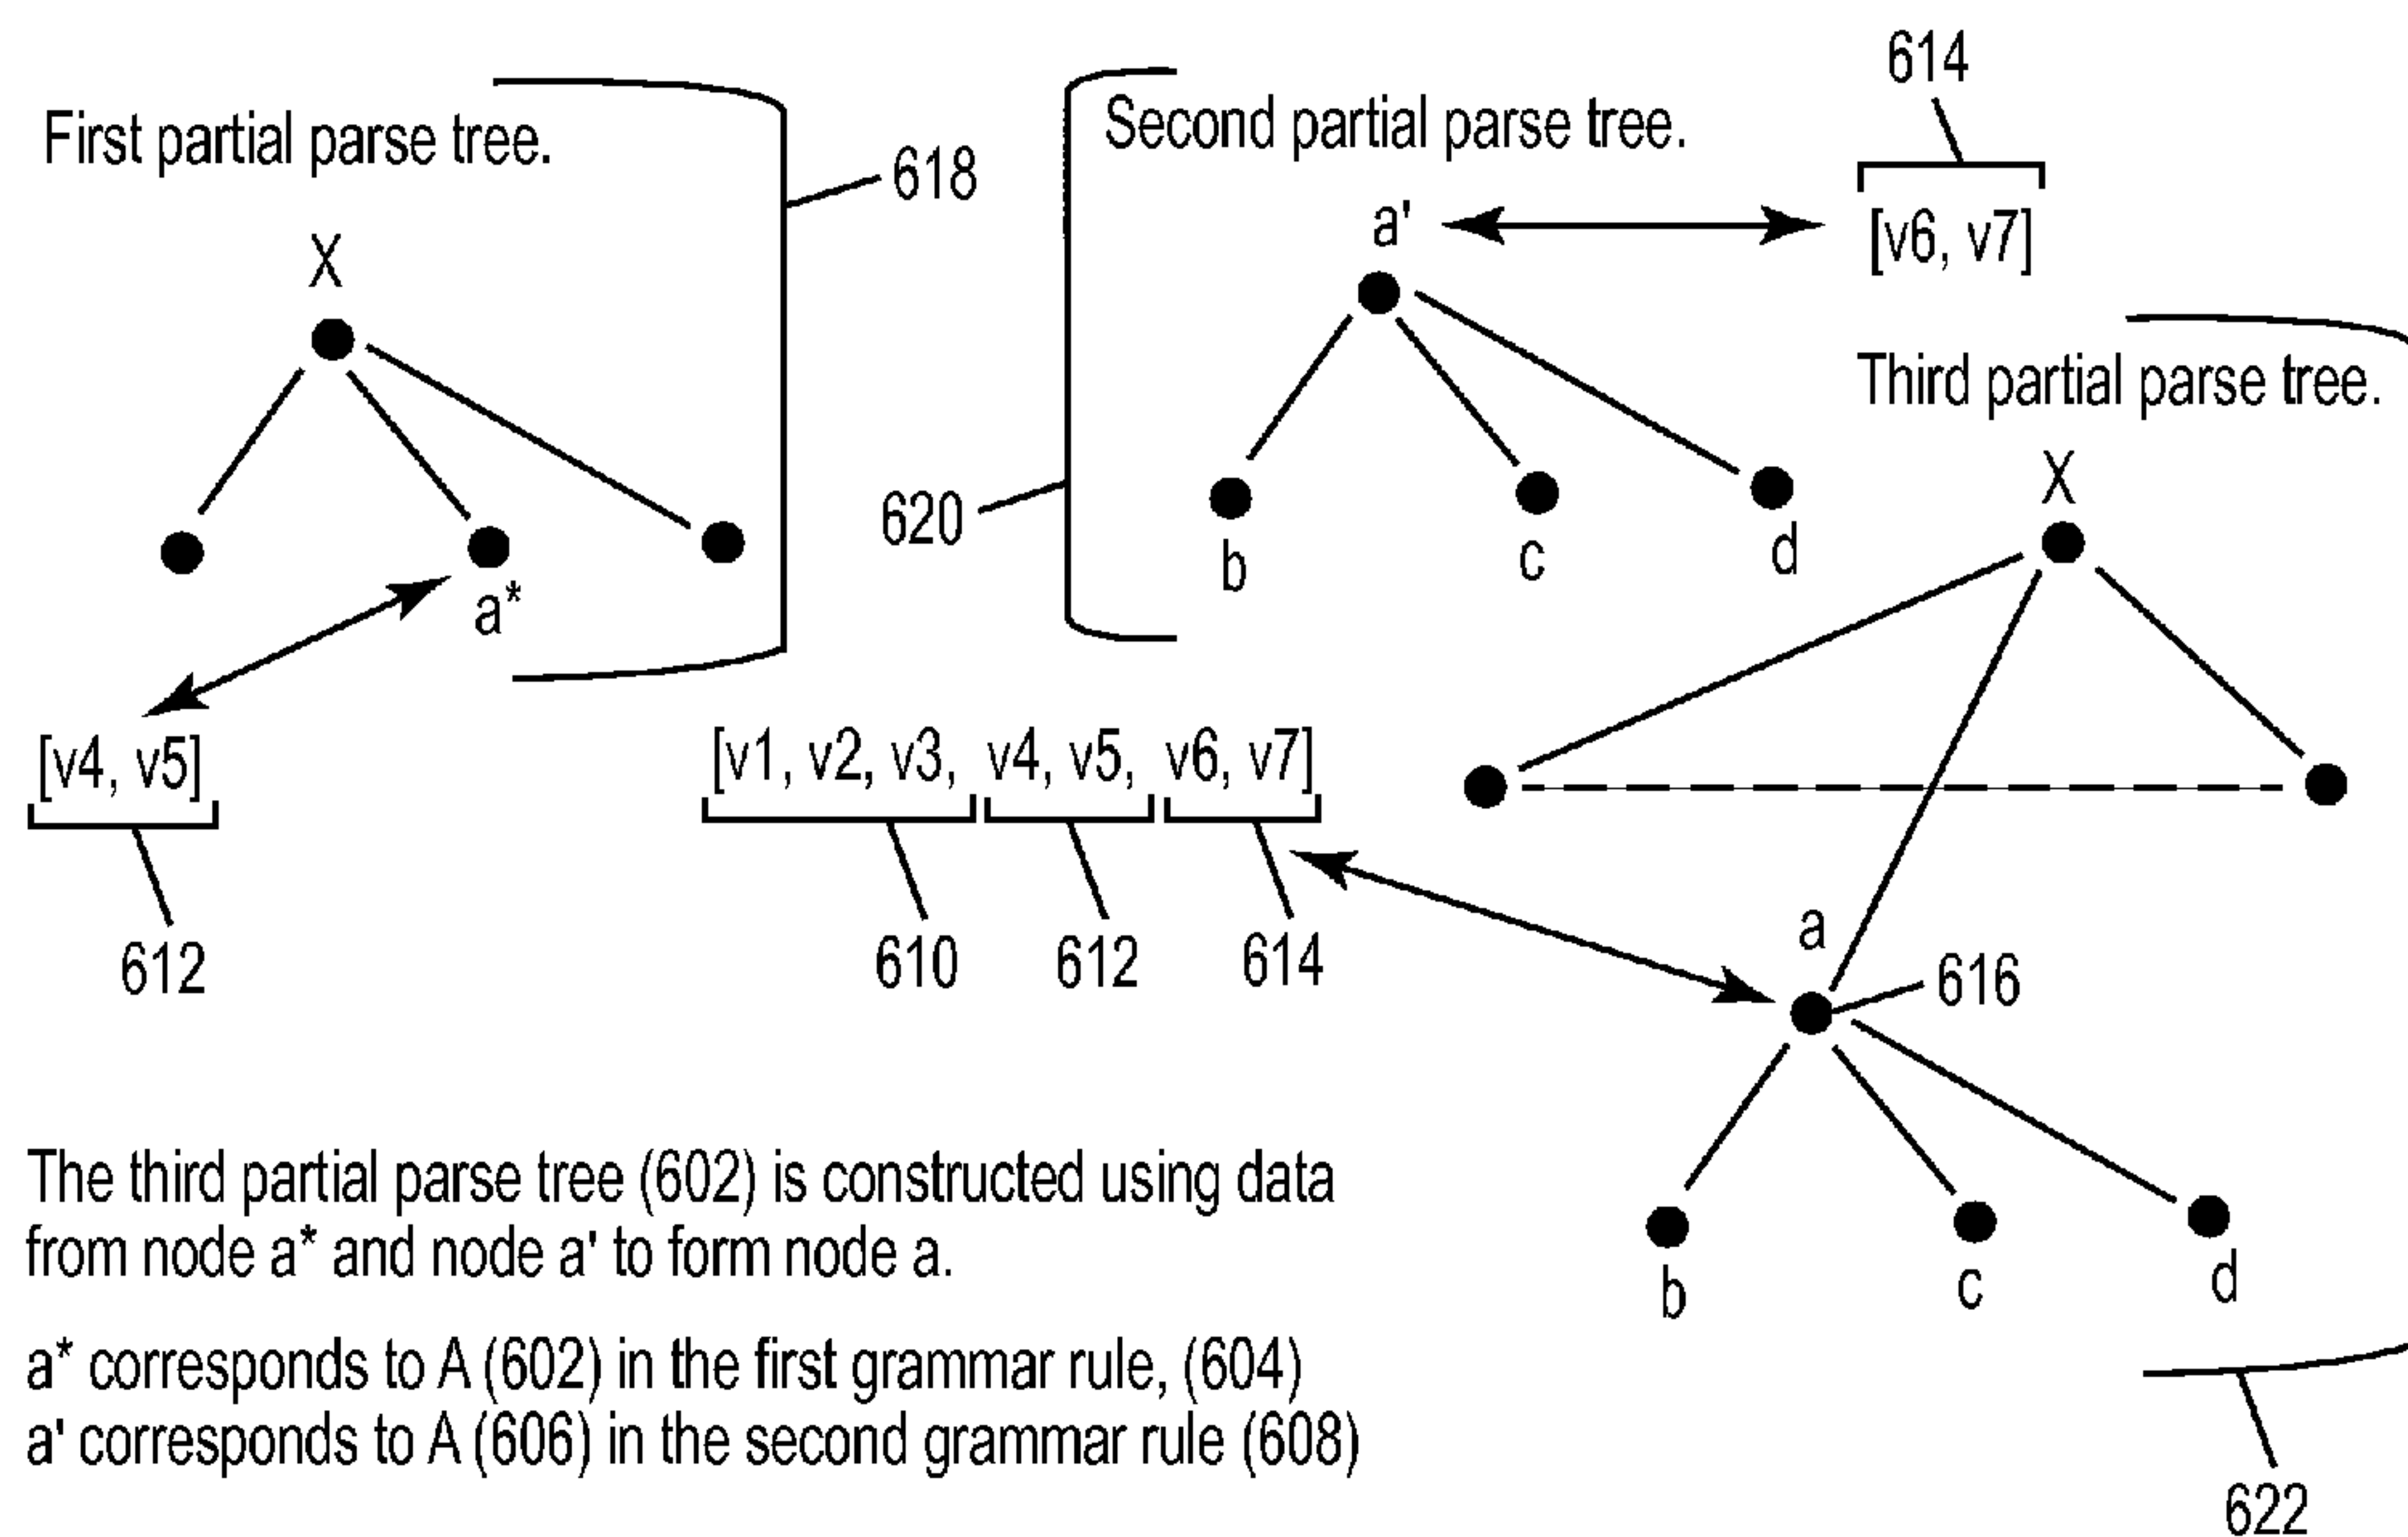 First partial parse tree.
618
X
a*
[v4, v5]
612
Second partial parse tree.
614
a'
[v6, v7]
620
b
c
d
Third partial parse tree.
X
[v1, v2, v3, v4, v5, v6, v7]
610
612
614
a
616
b
c
d
622
The third partial parse tree (602) is constructed using data
from node a* and node a' to form node a.
a* corresponds to A (602) in the first grammar rule, (604)
a' corresponds to A (606) in the second grammar rule (608)